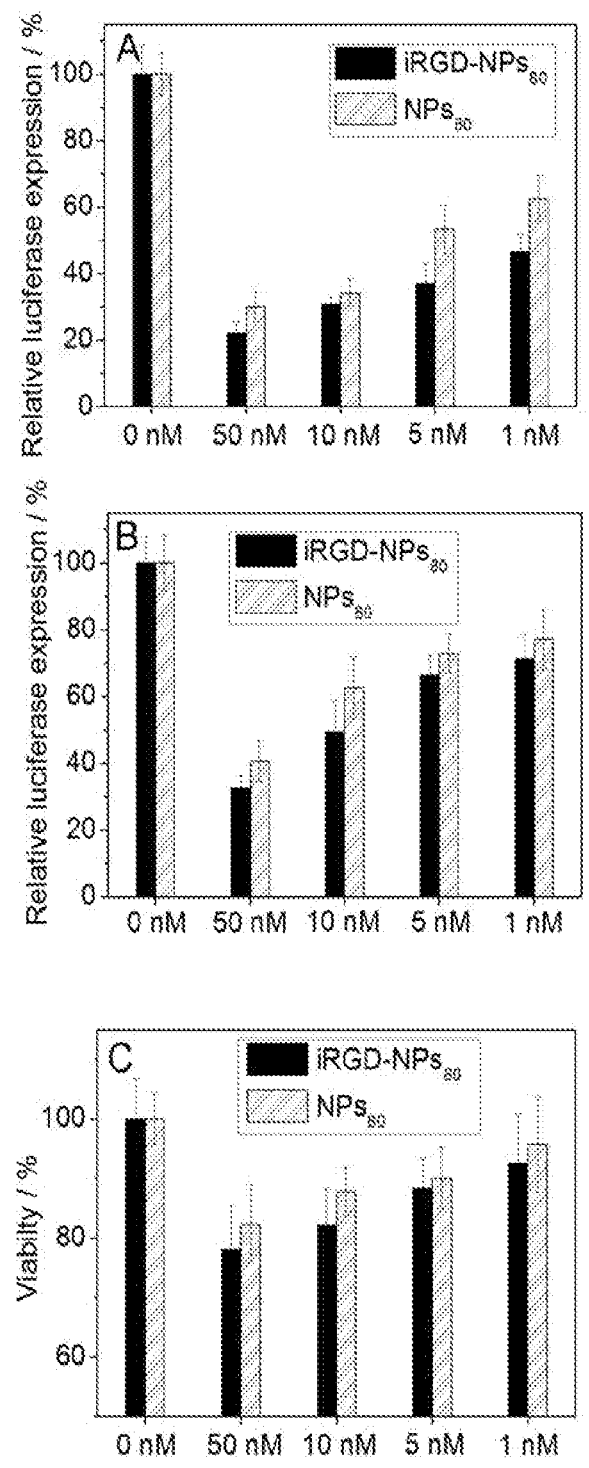 A
iRGD-NPs₈₀
NPs₈₀
Relative luciferase expression / %
100
80
60
40
20
0
0 nM 50 nM 10 nM 5 nM 1 nM
B
iRGD-NPs₈₀
NPs₈₀
Relative luciferase expression / %
100
80
60
40
20
0
0 nM 50 nM 10 nM 5 nM 1 nM
C
iRGD-NPs₈₀
NPs₈₀
Viabilty / %
100
80
60
0 nM 50 nM 10 nM 5 nM 1 nM